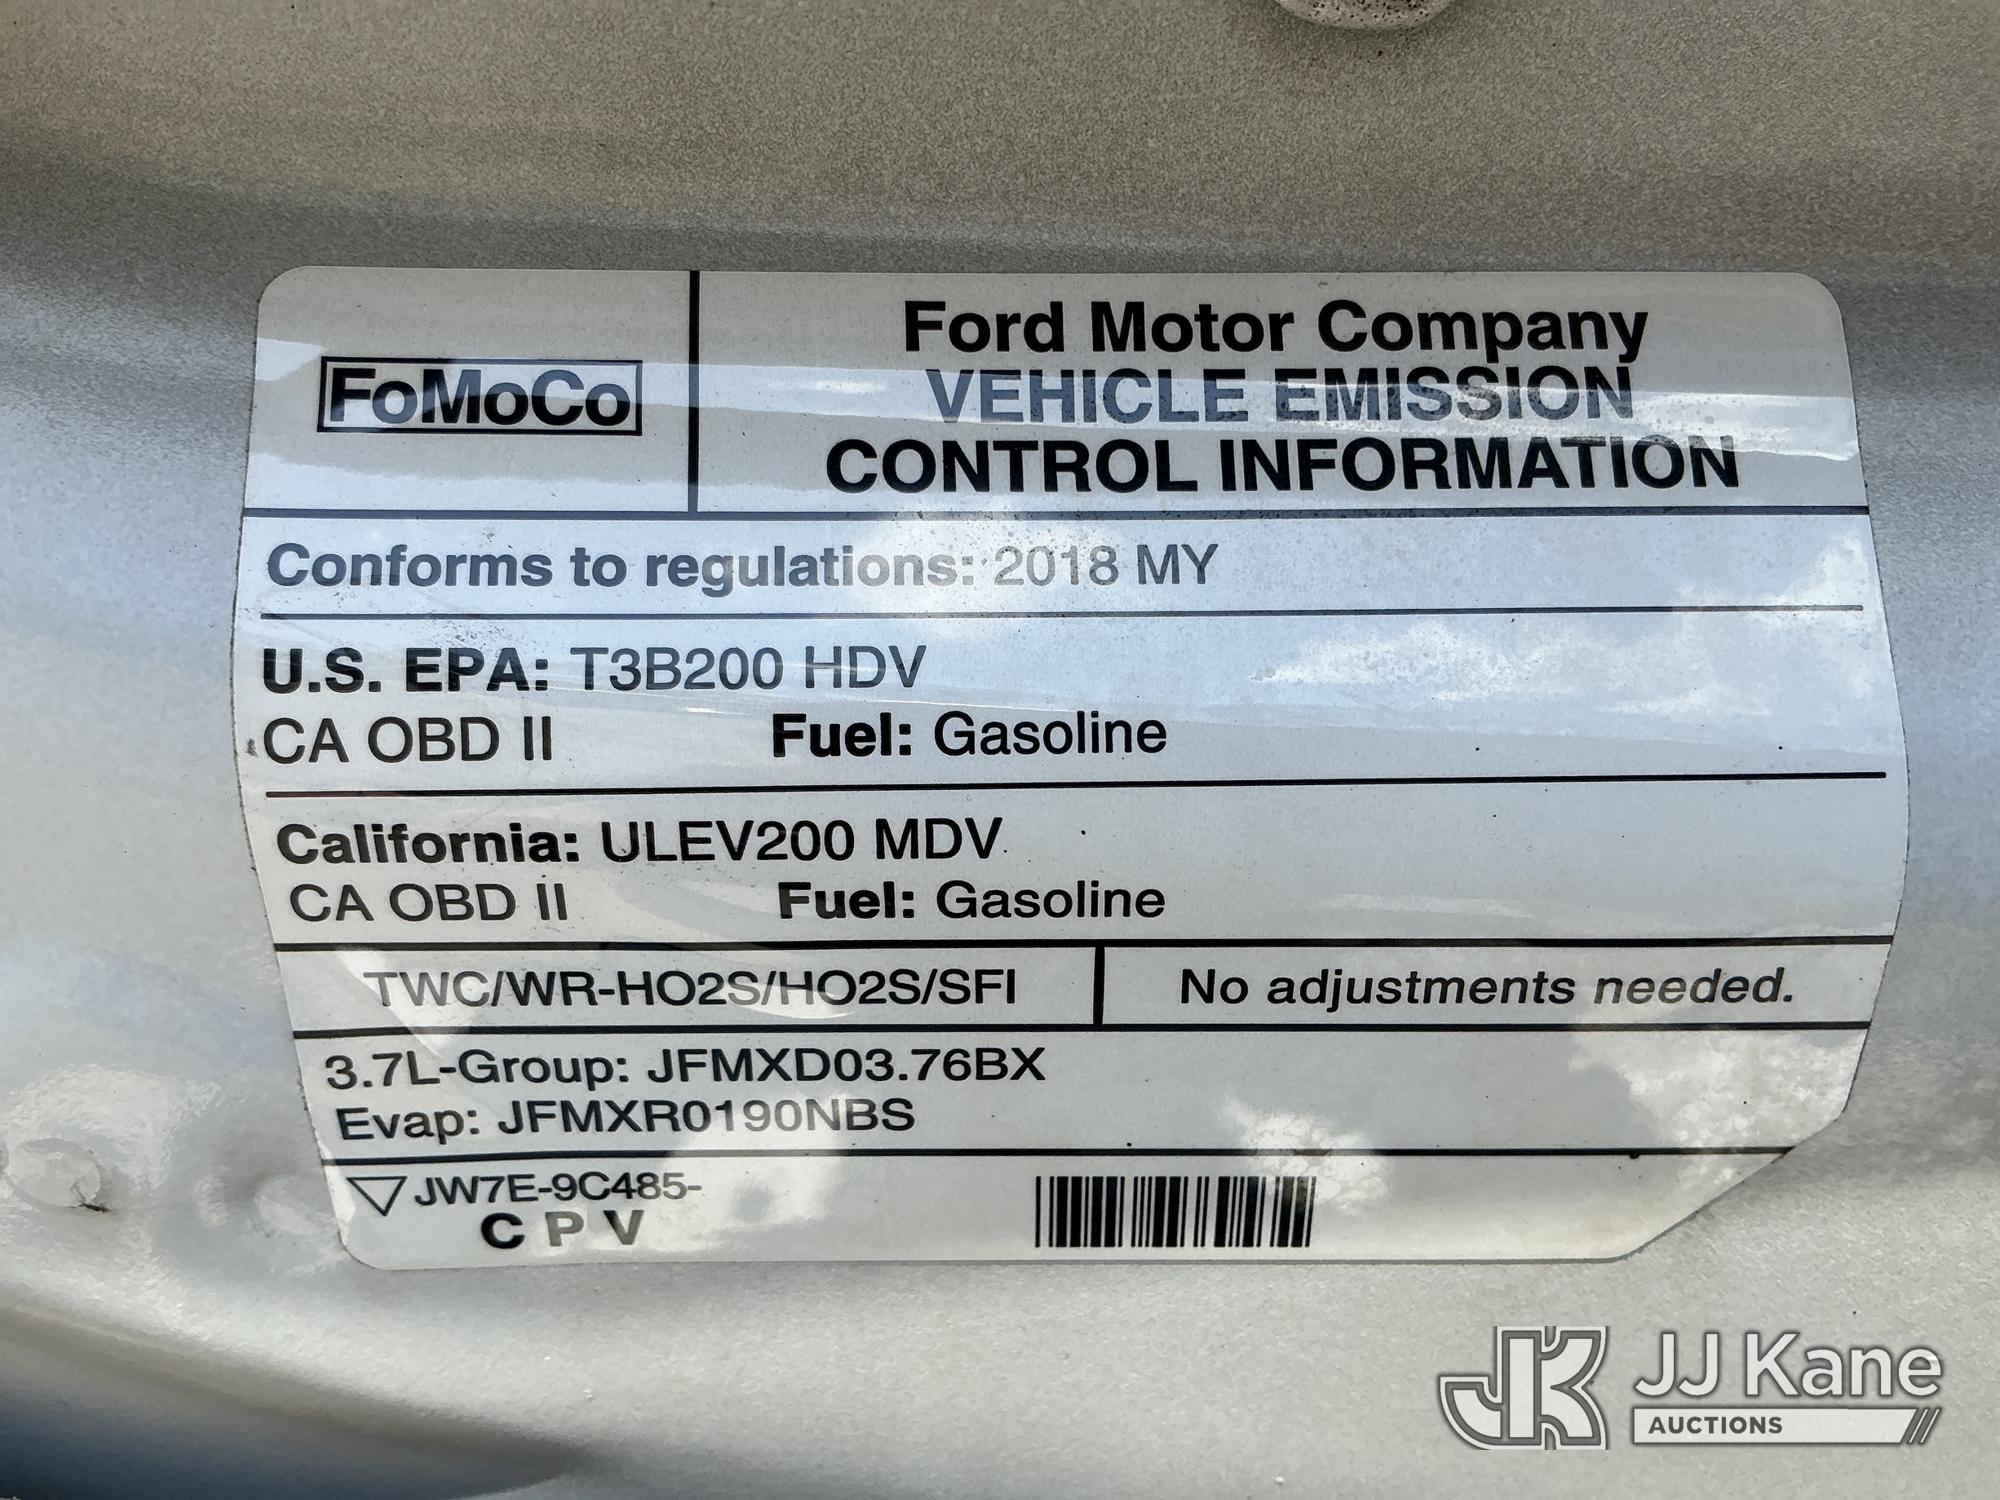 FoMoCo
Ford Motor Company
VEHICLE EMISSION
CONTROL INFORMATION
Conforms to regulations: 2018 MY
U.S. EPA: T3B200 HDV
CA OBD II Fuel: Gasoline
California: ULEV200 MDV
CA OBD II Fuel: Gasoline
TWC/WR-HO2S/HO2S/SFI
No adjustments needed.
3.7L-Group: JFMXD03.76BX
Evap: JFMXR0190NBS
JW7E-9C485-
C P V
JK JJ Kane
AUCTIONS